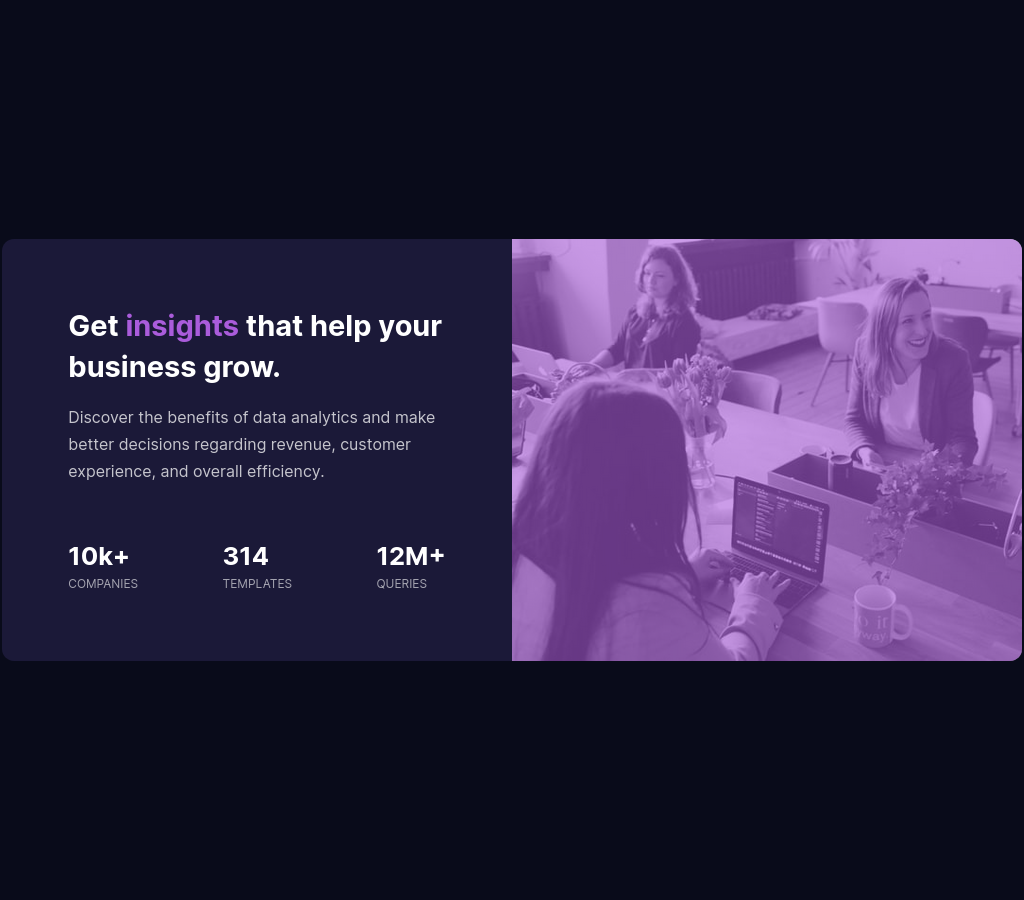 Get insights that help your
business grow.
Discover the benefits of data analytics and make
better decisions regarding revenue, customer
experience, and overall efficiency.
10k+ 314 12M+
COMPANIES TEMPLATES QUERIES